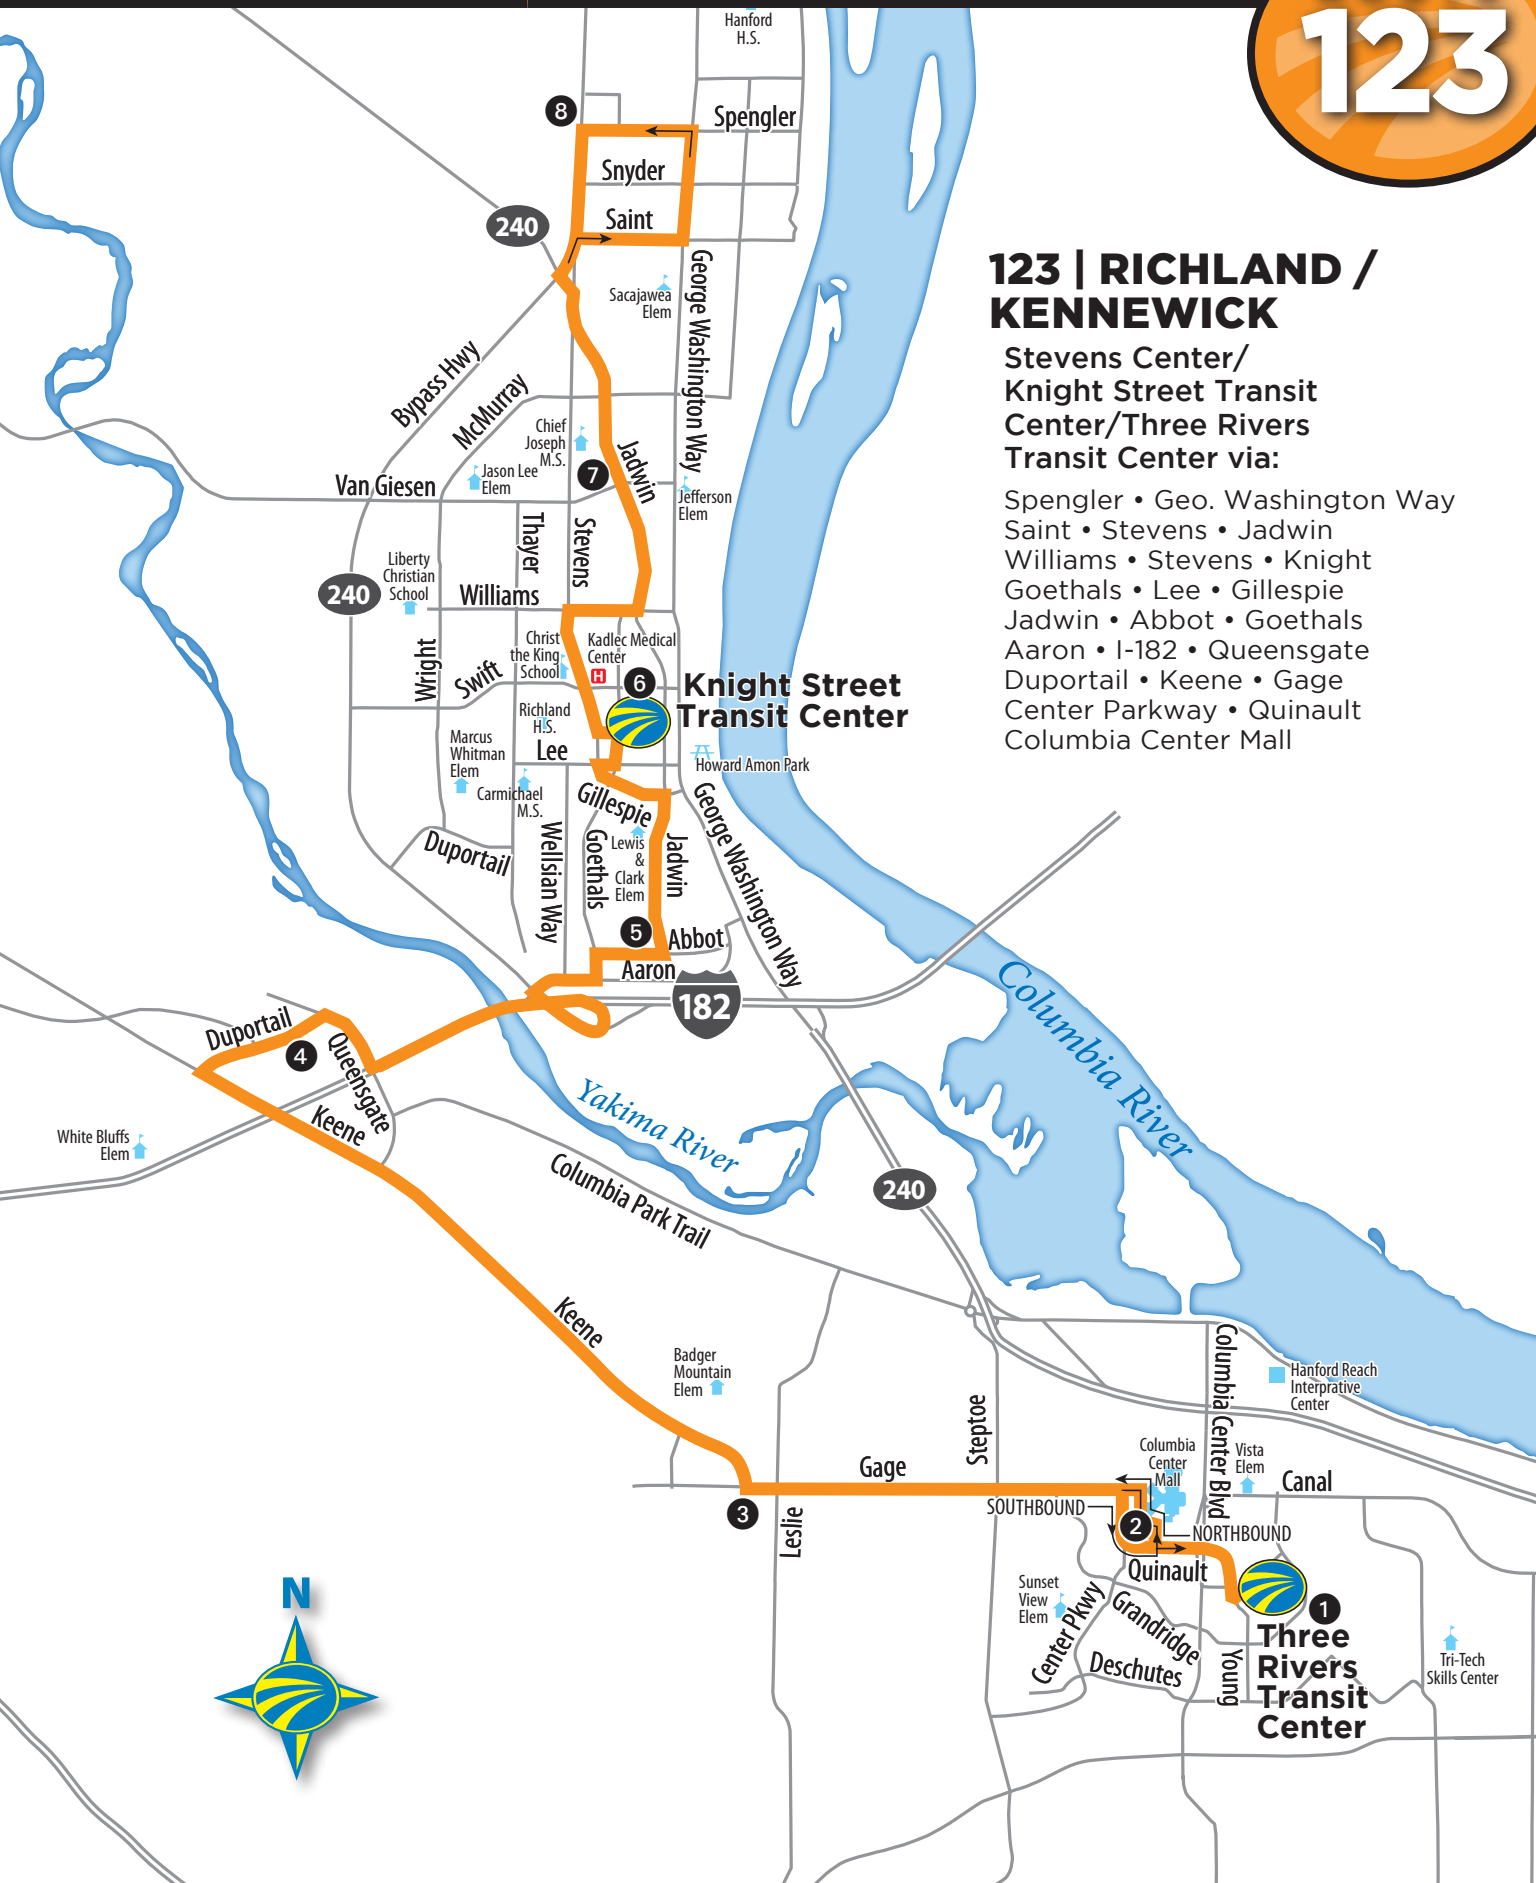 123
Hanford
H.S.
8
Spengler
Snyder
240
Saint
123 | RICHLAND /
KENNEWICK
Stevens Center/
Knight Street Transit
Center/Three Rivers
Transit Center via:
Spengler • Geo. Washington Way
Saint • Stevens • Jadwin
Williams • Stevens • Knight
Goethals • Lee • Gillespie
Jadwin • Abbot • Goethals
Aaron • I-182 • Queensgate
Duportail • Keene • Gage
Center Parkway • Quinault
Columbia Center Mall
George Washington Way
Sacajawea
Elem
Bypass Hwy
McMurray
Chief
Joseph
M.S.
Jadwin
7
Jason Lee
Elem
Van Giesen
Jefferson
Elem
Thayer
Stevens
Liberty
Christian
School
240
Williams
Wright
Christ
the King
School
Kadlec Medical
Center
H
Swift
6
Knight Street
Transit Center
Richland
H.S.
Marcus
Whitman
Elem
Lee
Howard Amon Park
Carmichael
M.S.
Gillespie
George Washington Way
Duportail
Wellsian Way
Goethals
Lewis
&
Clark
Elem
Jadwin
5
Abbot
Aaron
182
Columbia River
Duportail
4
Queensgate
Keene
White Bluffs
Elem
Yakima River
Columbia Park Trail
240
Keene
Badger
Mountain
Elem
Columbia Center Blvd
Hanford Reach
Interprative
Center
Steptoe
Gage
Columbia
Center
Mall
Vista
Elem
Canal
3
Leslie
SOUTHBOUND
2
NORTHBOUND
Quinault
Sunset
View
Elem
Center Pkwy
Grandridge
Deschutes
Young
1
Three
Rivers
Transit
Center
Tri-Tech
Skills Center
N